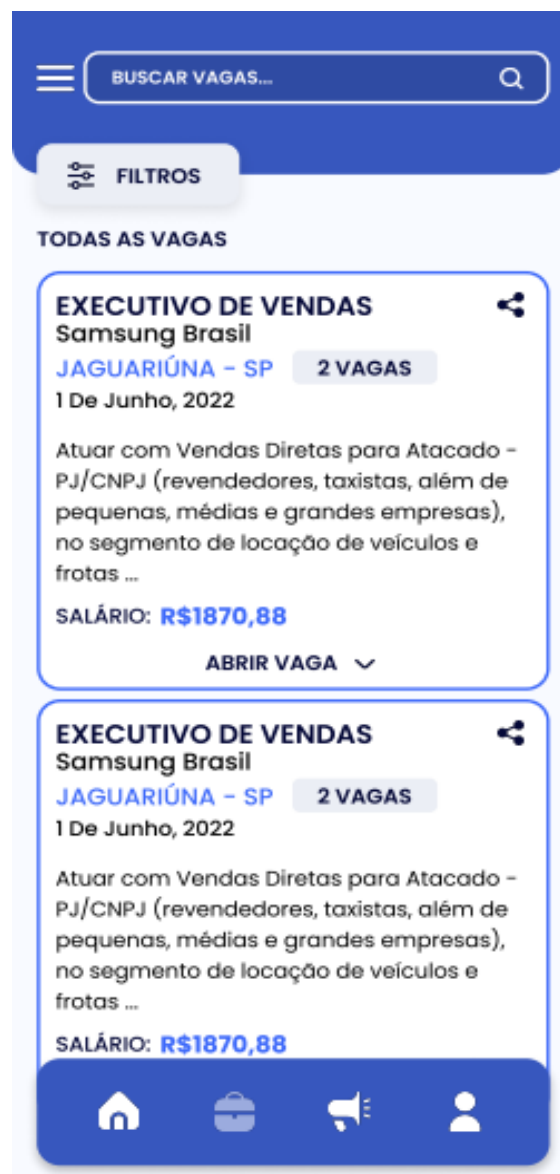 BUSCAR VAGAS...
FILTROS
TODAS AS VAGAS
EXECUTIVO DE VENDAS
Samsung Brasil
JAGUARIÚNA - SP 2 VAGAS
1 De Junho, 2022
Atuar com Vendas Diretas para Atacado -
PJ/CNPJ (revendedores, taxistas, além de
pequenas, médias e grandes empresas),
no segmento de locação de veículos e
frotas ...
SALÁRIO: R$1870,88
ABRIR VAGA
EXECUTIVO DE VENDAS
Samsung Brasil
JAGUARIÚNA - SP 2 VAGAS
1 De Junho, 2022
Atuar com Vendas Diretas para Atacado -
PJ/CNPJ (revendedores, taxistas, além de
pequenas, médias e grandes empresas),
no segmento de locação de veículos e
frotas ...
SALÁRIO: R$1870,88